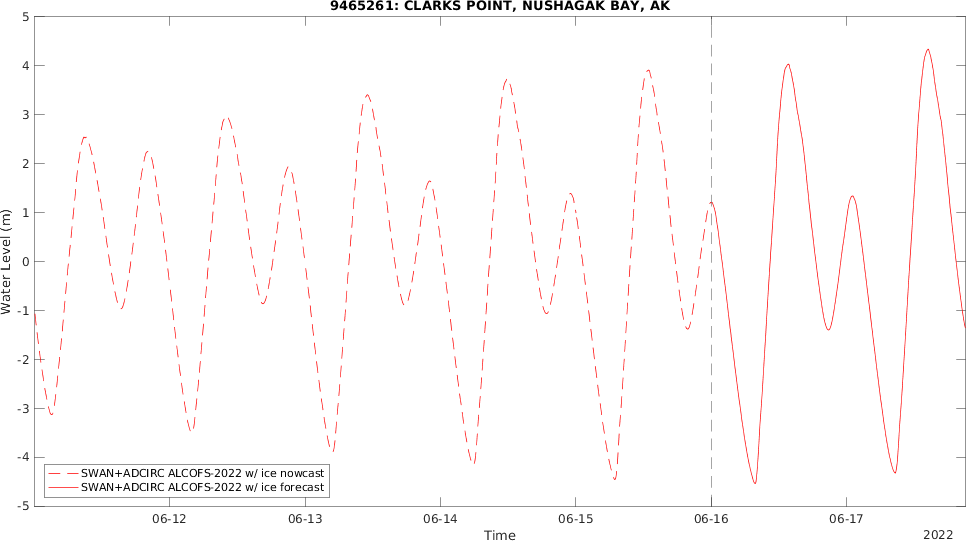 9465261: CLARKS POINT, NUSHAGAK BAY, AK
5
4
3
2
1
0
-1
-2
-3
-4
-5
Water Level (m)
SWAN+ADCIRC ALCOFS-2022 w/ ice nowcast
SWAN+ADCIRC ALCOFS-2022 w/ ice forecast
06-12 06-13 06-14 06-15 06-16 06-17
Time
2022